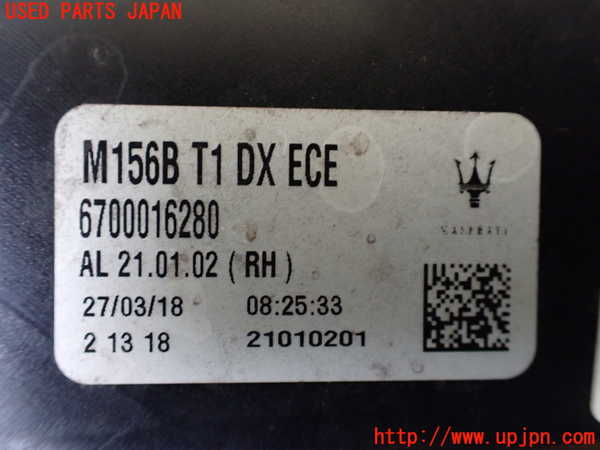 USED PARTS JAPAN
M156B T1 DX ECE
6700016280
MASERATI
AL 21.01.02 ( RH )
27/03/18 08:25:33
2 13 18 21010201
http://www.upjpn.com/